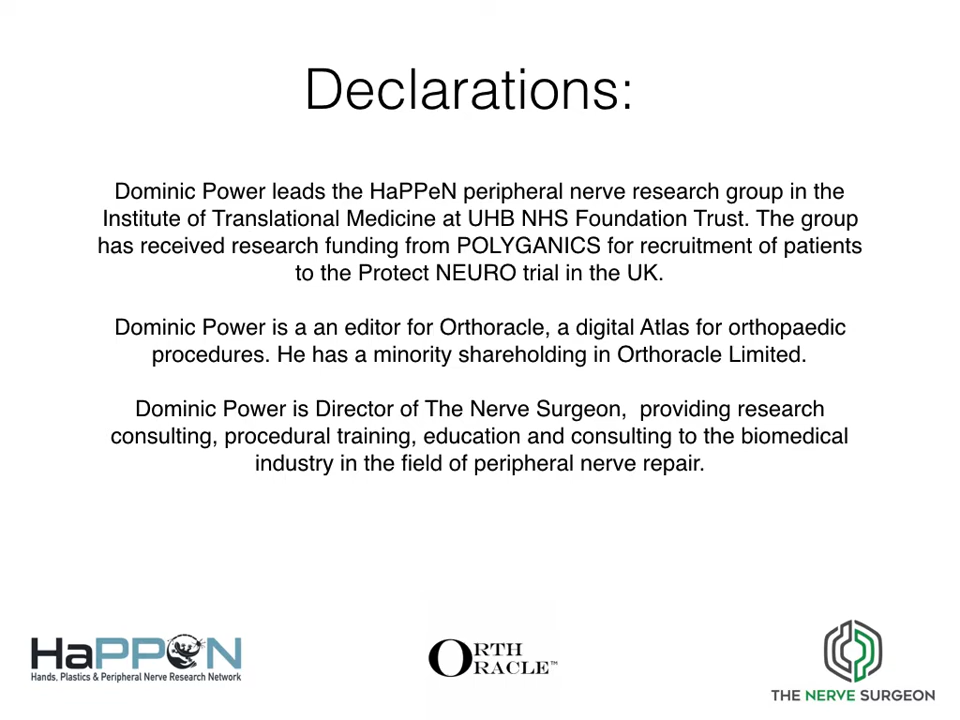 Declarations:
Dominic Power leads the HaPPeN peripheral nerve research group in the
Institute of Translational Medicine at UHB NHS Foundation Trust. The group
has received research funding from POLYGANICS for recruitment of patients
to the Protect NEURO trial in the UK.
Dominic Power is a an editor for Orthoracle, a digital Atlas for orthopaedic
procedures. He has a minority shareholding in Orthoracle Limited.
Dominic Power is Director of The Nerve Surgeon,  providing research
consulting, procedural training, education and consulting to the biomedical
industry in the field of peripheral nerve repair.
HaPPeN
Hands, Plastics & Peripheral Nerve Research Network
ORTH
ORACLE™
THE NERVE SURGEON